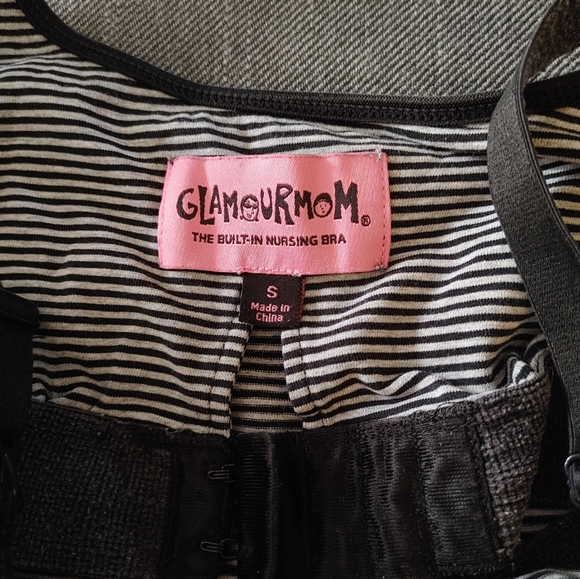 GLAMOURMOM®
THE BUILT-IN NURSING BRA
S
Made in
China